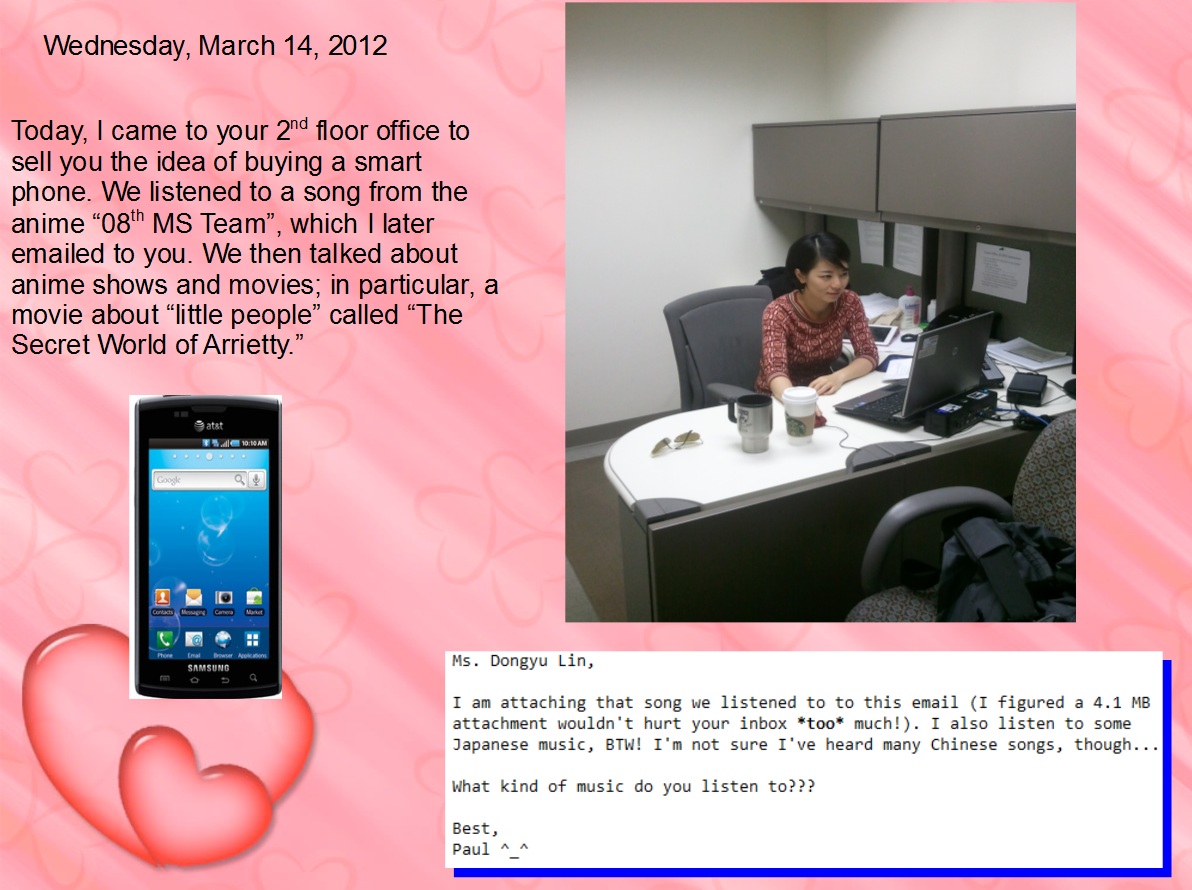 Wednesday, March 14, 2012
Today, I came to your 2nd floor office to
sell you the idea of buying a smart
phone. We listened to a song from the
anime “08th MS Team”, which I later
emailed to you. We then talked about
anime shows and movies; in particular, a
movie about “little people” called “The
Secret World of Arrietty.”
at&t
10:10 AM
Google
Contacts Messaging Camera Market
Phone Email Browser Applications
SAMSUNG
Ms. Dongyu Lin,
I am attaching that song we listened to to this email (I figured a 4.1 MB
attachment wouldn't hurt your inbox *too* much!). I also listen to some
Japanese music, BTW! I'm not sure I've heard many Chinese songs, though...
What kind of music do you listen to???
Best,
Paul ^_^